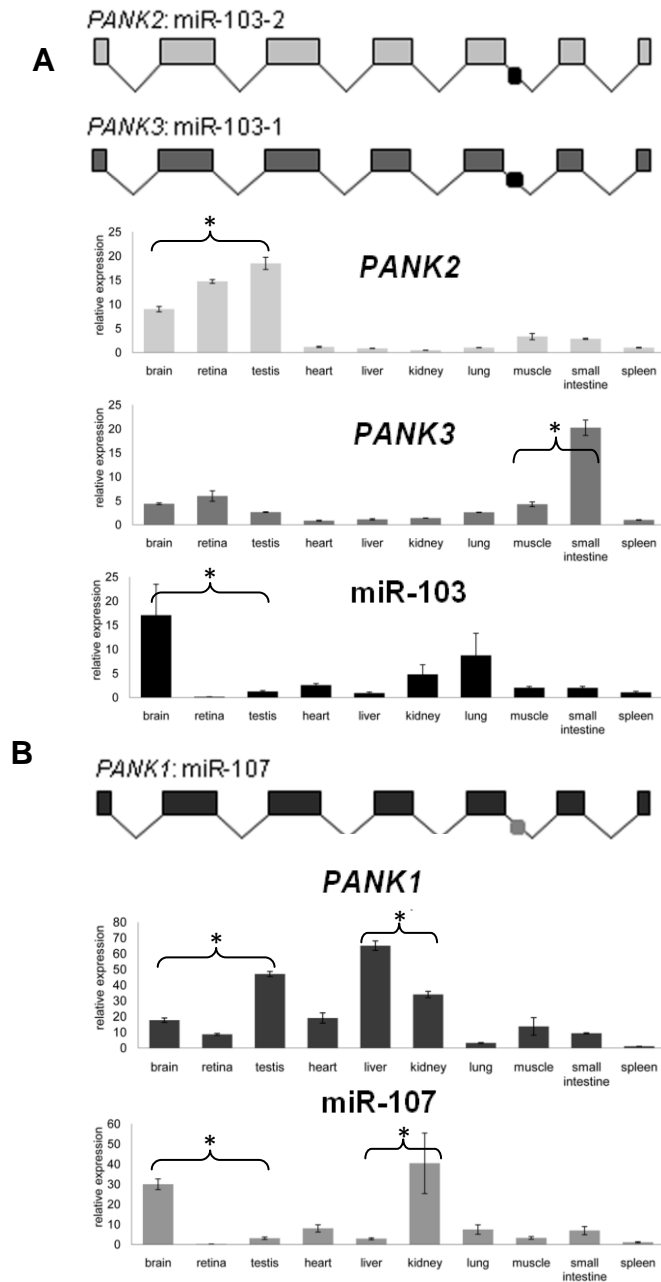 PANK2: miR-103-2
A
PANK3: miR-103-1
PANK2
*
relative expression
25
20
15
10
5
0
brain retina testis heart liver kidney lung muscle small intestine spleen
PANK3
*
relative expression
25
20
15
10
5
0
brain retina testis heart liver kidney lung muscle small intestine spleen
miR-103
*
relative expression
25
20
15
10
5
0
brain retina testis heart liver kidney lung muscle small intestine spleen
B
PANK1: miR-107
PANK1
* *
relative expression
80
70
60
50
40
30
20
10
0
brain retina testis heart liver kidney lung muscle small intestine spleen
miR-107
* *
relative expression
60
50
40
30
20
10
0
brain retina testis heart liver kidney lung muscle small intestine spleen